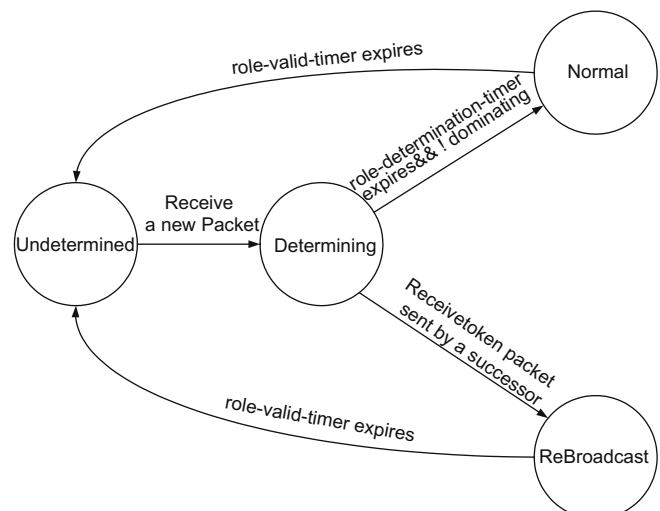 role-valid-timer expires
Normal
role-determination-timer
expires&& ! dominating
Receive
a new Packet
Undetermined
Determining
Receivetoken packet
sent by a successor
role-valid-timer expires
ReBroadcast